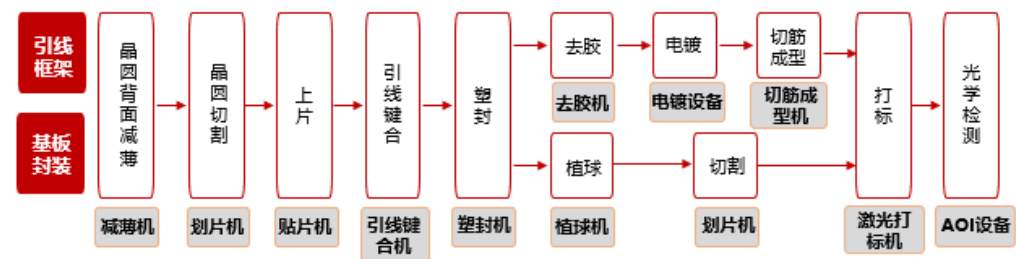 引线
框架
基板
封装
晶圆背面减薄
减薄机
晶圆切割
划片机
上片
贴片机
引线键合
引线键
合机
塑封
塑封机
去胶
去胶机
电镀
电镀设备
切筋
成型
切筋成
型机
植球
植球机
切割
划片机
打标
激光打
标机
光学检测
AOI设备